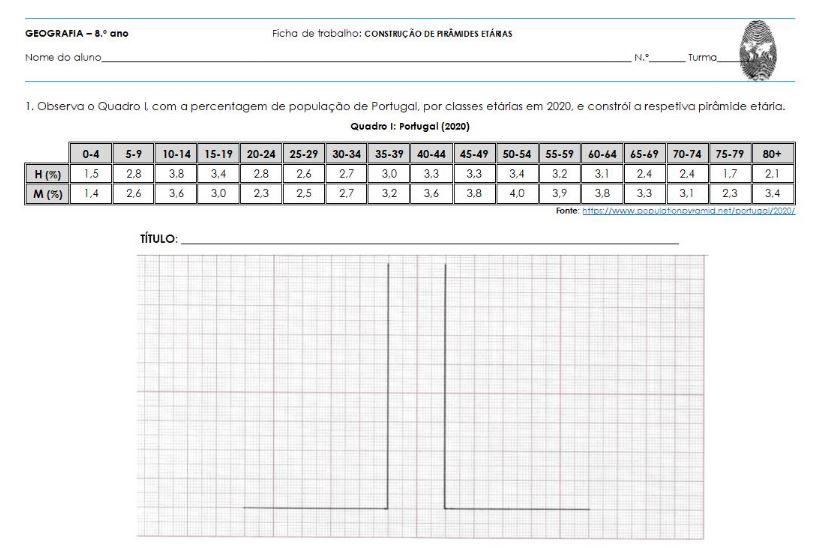 GEOGRAFIA – 8.º ano Ficha de trabalho: CONSTRUÇÃO DE PIRÂMIDES ETÁRIAS
Nome do aluno N.º Turma
1. Observa o Quadro I, com a percentagem de população de Portugal, por classes etárias em 2020, e constrói a respetiva pirâmide etária.
Quadro I: Portugal (2020)
0-4 5-9 10-14 15-19 20-24 25-29 30-34 35-39 40-44 45-49 50-54 55-59 60-64 65-69 70-74 75-79 80+
H (%) 1,5 2,8 3,8 3,4 2,8 2,6 2,7 3,0 3,3 3,3 3,4 3,2 3,1 2,4 2,4 1,7 2,1
M (%) 1,4 2,6 3,6 3,0 2,3 2,5 2,7 3,2 3,6 3,8 4,0 3,9 3,8 3,3 3,1 2,3 3,4
Fonte: https://www.populationpyramid.net/portugal/2020/
TÍTULO: